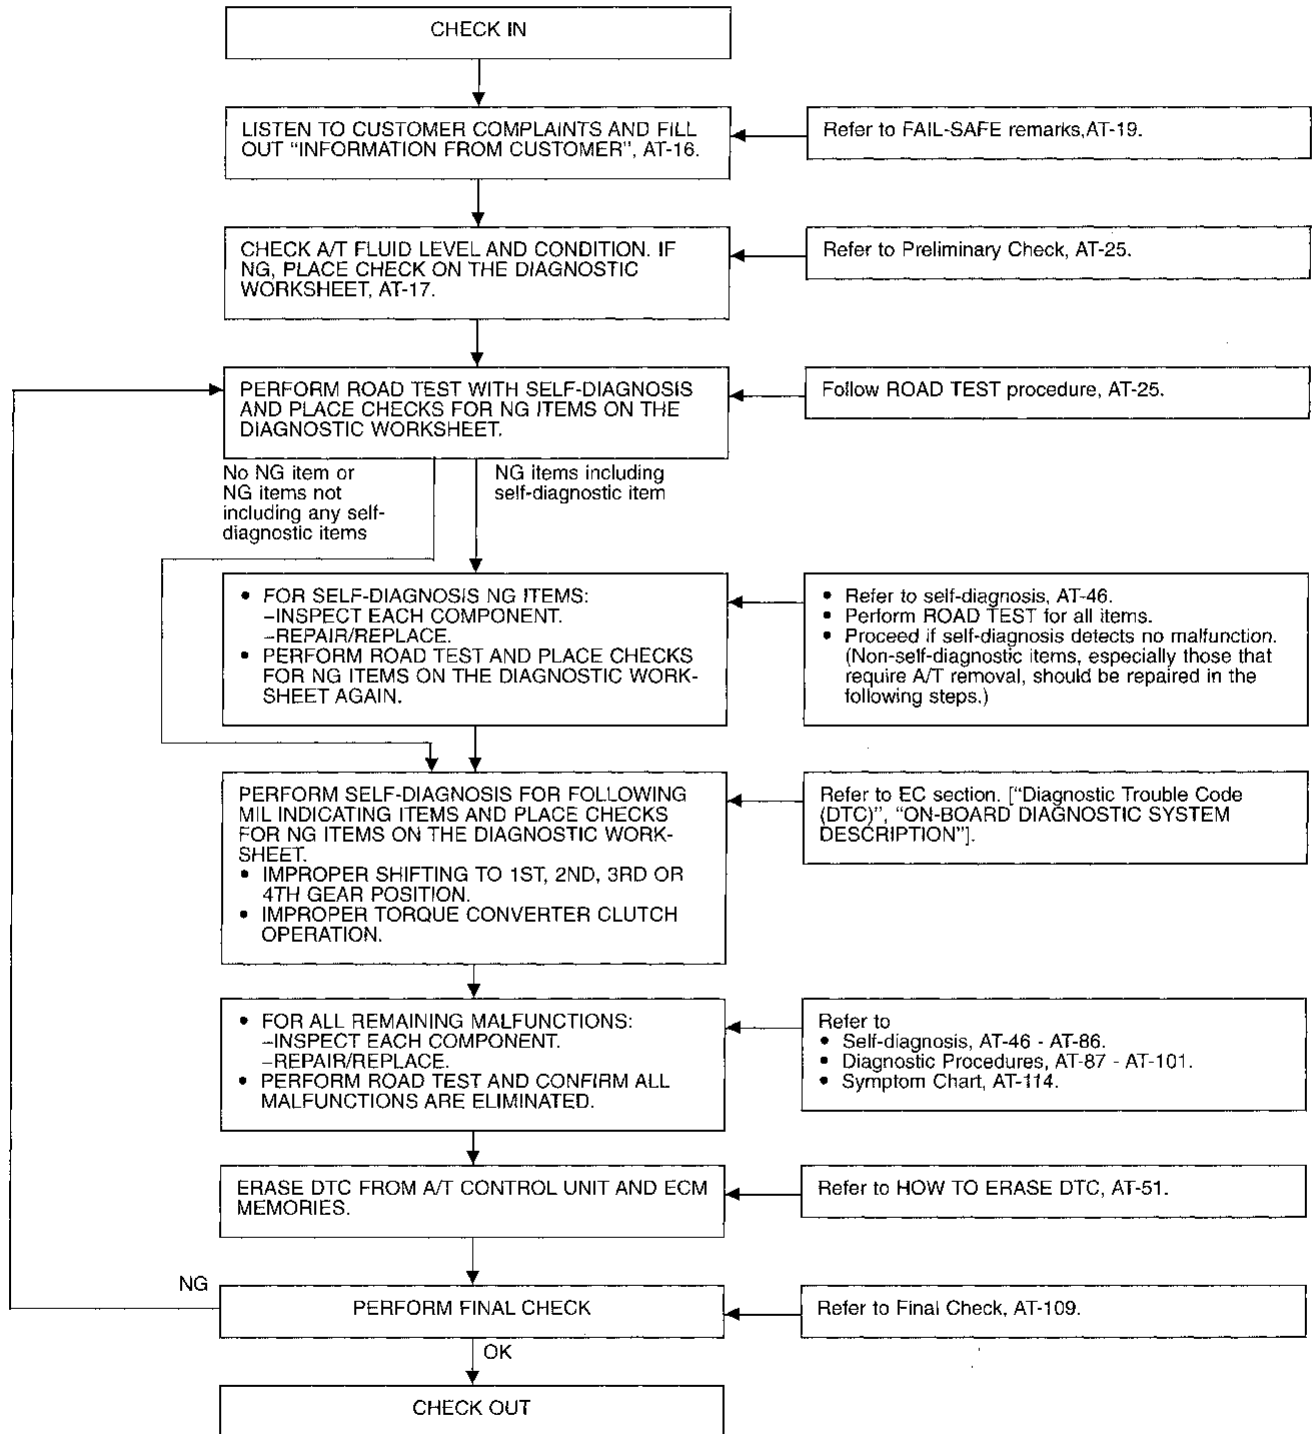 CHECK IN
LISTEN TO CUSTOMER COMPLAINTS AND FILL
OUT “INFORMATION FROM CUSTOMER”, AT-16.
Refer to FAIL-SAFE remarks,AT-19.
CHECK A/T FLUID LEVEL AND CONDITION. IF
NG, PLACE CHECK ON THE DIAGNOSTIC
WORKSHEET, AT-17.
Refer to Preliminary Check, AT-25.
PERFORM ROAD TEST WITH SELF-DIAGNOSIS
AND PLACE CHECKS FOR NG ITEMS ON THE
DIAGNOSTIC WORKSHEET.
Follow ROAD TEST procedure, AT-25.
No NG item or
NG items not
including any self-
diagnostic items
NG items including
self-diagnostic item
• FOR SELF-DIAGNOSIS NG ITEMS:
–INSPECT EACH COMPONENT.
–REPAIR/REPLACE.
• PERFORM ROAD TEST AND PLACE CHECKS
FOR NG ITEMS ON THE DIAGNOSTIC WORK-
SHEET AGAIN.
• Refer to self-diagnosis, AT-46.
• Perform ROAD TEST for all items.
• Proceed if self-diagnosis detects no malfunction.
(Non-self-diagnostic items, especially those that
require A/T removal, should be repaired in the
following steps.)
PERFORM SELF-DIAGNOSIS FOR FOLLOWING
MIL INDICATING ITEMS AND PLACE CHECKS
FOR NG ITEMS ON THE DIAGNOSTIC WORK-
SHEET.
• IMPROPER SHIFTING TO 1ST, 2ND, 3RD OR
4TH GEAR POSITION.
• IMPROPER TORQUE CONVERTER CLUTCH
OPERATION.
Refer to EC section. [“Diagnostic Trouble Code
(DTC)”, “ON-BOARD DIAGNOSTIC SYSTEM
DESCRIPTION”].
• FOR ALL REMAINING MALFUNCTIONS:
–INSPECT EACH COMPONENT.
–REPAIR/REPLACE.
• PERFORM ROAD TEST AND CONFIRM ALL
MALFUNCTIONS ARE ELIMINATED.
Refer to
• Self-diagnosis, AT-46 - AT-86.
• Diagnostic Procedures, AT-87 - AT-101.
• Symptom Chart, AT-114.
ERASE DTC FROM A/T CONTROL UNIT AND ECM
MEMORIES.
Refer to HOW TO ERASE DTC, AT-51.
NG
PERFORM FINAL CHECK
Refer to Final Check, AT-109.
OK
CHECK OUT